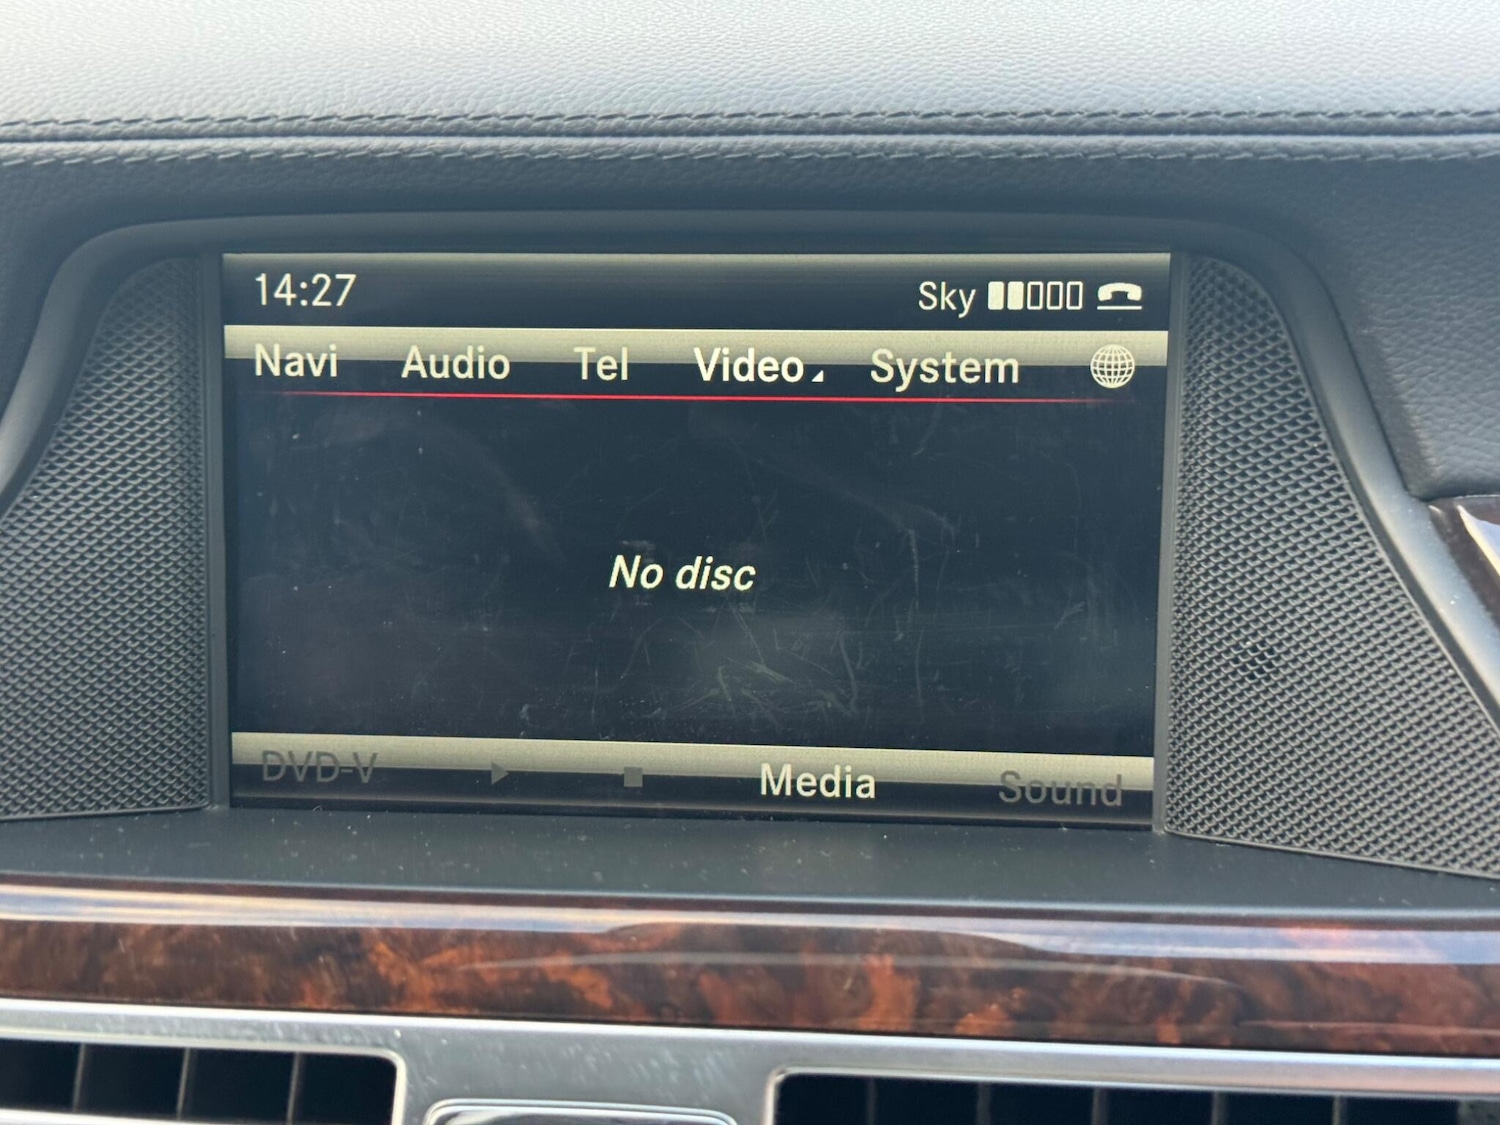 14:27 Sky
Navi Audio Tel Video System
No disc
DVD-V Media Sound